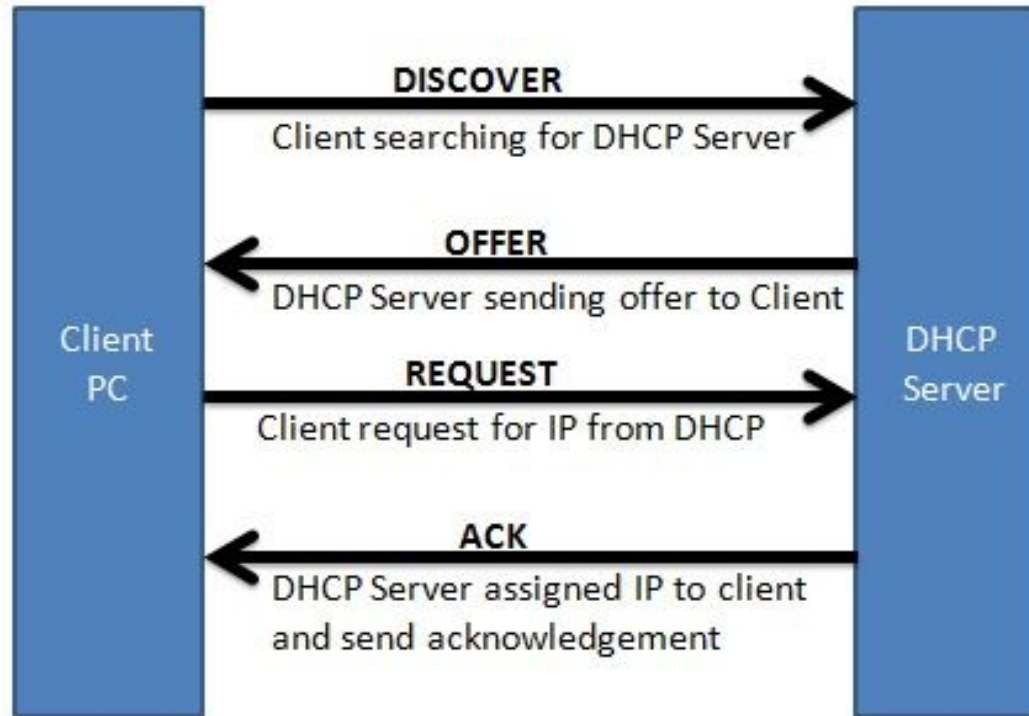 DISCOVER
Client searching for DHCP Server
OFFER
DHCP Server sending offer to Client
Client
PC
DHCP
Server
REQUEST
Client request for IP from DHCP
ACK
DHCP Server assigned IP to client
and send acknowledgement